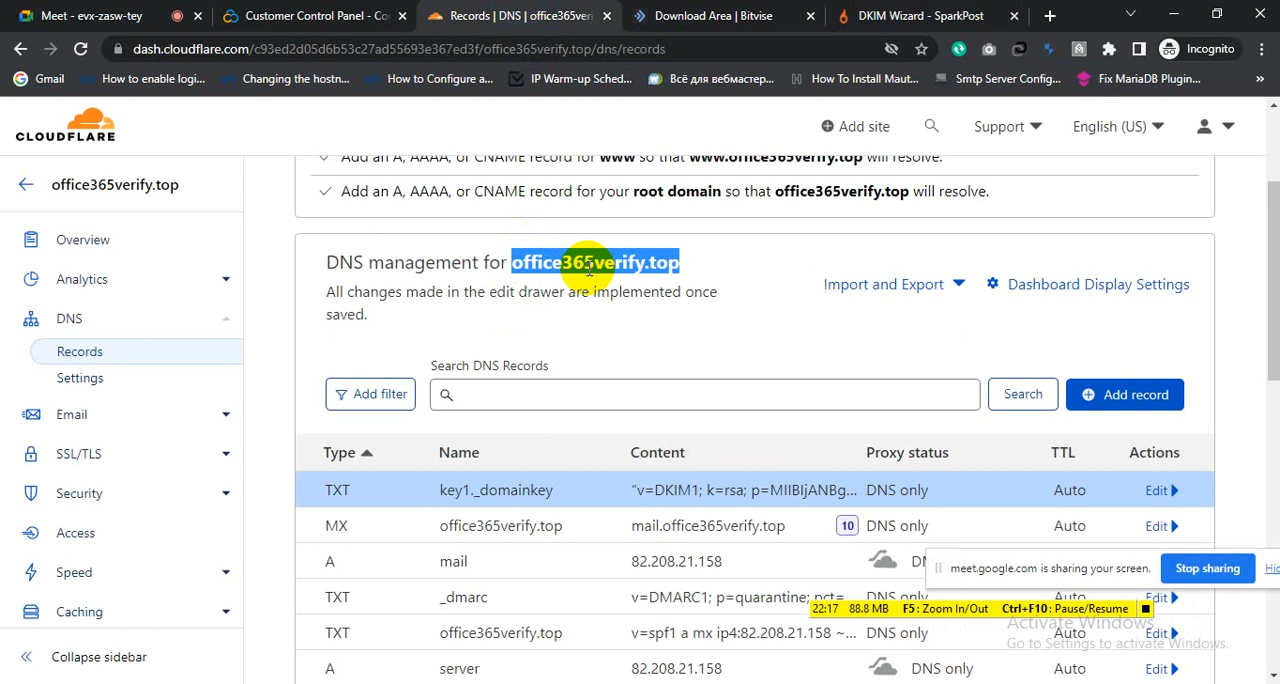 Meet - evx-zasw-tey
Customer Control Panel - Co
Records | DNS | office365veri
Download Area | Bitvise
DKIM Wizard - SparkPost
dash.cloudflare.com/c93ed2d05d6b53c27ad55693e367ed3f/office365verify.top/dns/records
Incognito
Gmail
How to enable logi...
Changing the hostn...
How to Configure a...
IP Warm-up Sched...
Всё для вебмастер...
How To Install Maut...
Smtp Server Config...
Fix MariaDB Plugin...
»
CLOUDFLARE
Add site
Support
English (US)
office365verify.top
Overview
Analytics
DNS
Records
Settings
Email
SSL/TLS
Security
Access
Speed
Caching
Collapse sidebar
Add an A, AAAA, or CNAME record for www so that www.office365verify.top will resolve.
Add an A, AAAA, or CNAME record for your root domain so that office365verify.top will resolve.
DNS management for office365verify.top
All changes made in the edit drawer are implemented once
saved.
Import and Export
Dashboard Display Settings
Search DNS Records
Add filter
Search
Add record
Type Name Content Proxy status TTL Actions
TXT key1._domainkey "v=DKIM1; k=rsa; p=MIIBIjANBg... DNS only Auto Edit
MX office365verify.top mail.office365verify.top 10 DNS only Auto Edit
A mail 82.208.21.158
meet.google.com is sharing your screen. Stop sharing
TXT _dmarc v=DMARC1; p=quarantine; pct= DNS only Auto Edit
22:17 88.8 MB F5: Zoom In/Out Ctrl+F10: Pause/Resume
TXT office365verify.top v=spf1 a mx ip4:82.208.21.158 ~... DNS only Auto Edit
Activate Windows
Go to Settings to activate Windows.
A server 82.208.21.158 DNS only Auto Edit